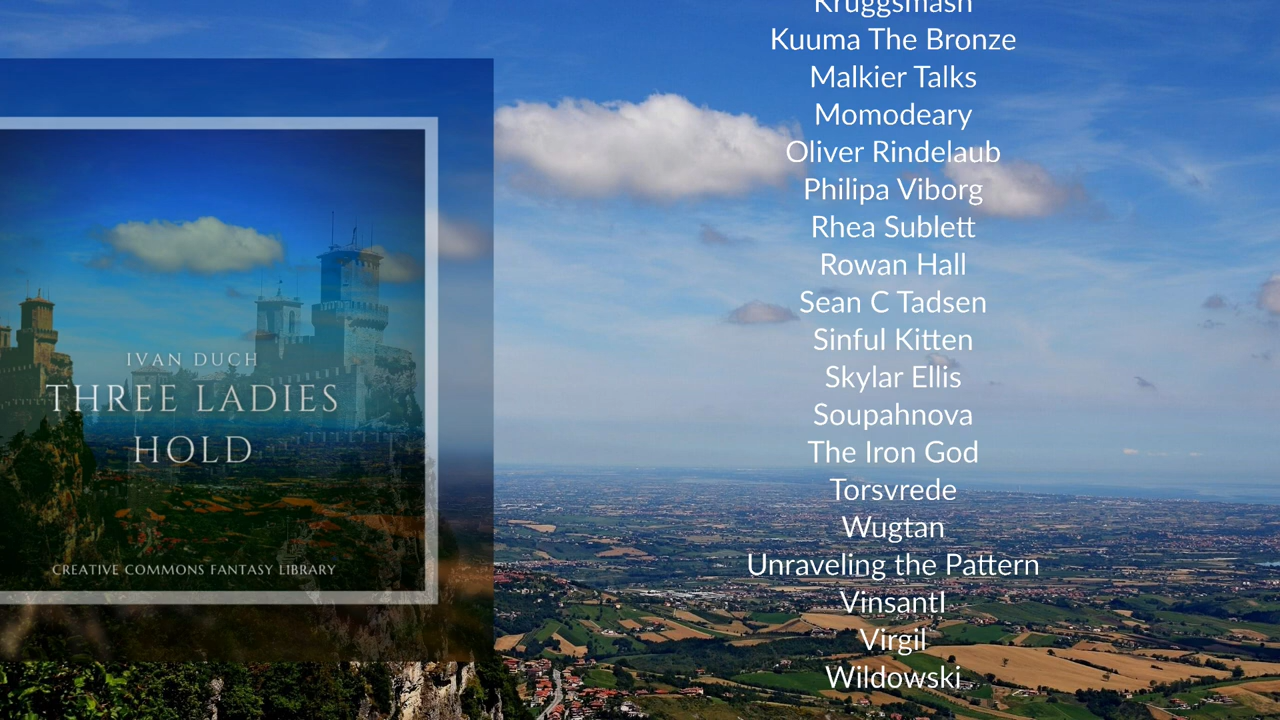 IVAN DUCH
THREE LADIES
HOLD
CREATIVE COMMONS FANTASY LIBRARY
Kruggsmash
Kuuma The Bronze
Malkier Talks
Momodeary
Oliver Rindelaub
Philipa Viborg
Rhea Sublett
Rowan Hall
Sean C Tadsen
Sinful Kitten
Skylar Ellis
Soupahnova
The Iron God
Torsvrede
Wugtan
Unraveling the Pattern
Vinsantl
Virgil
Wildowski